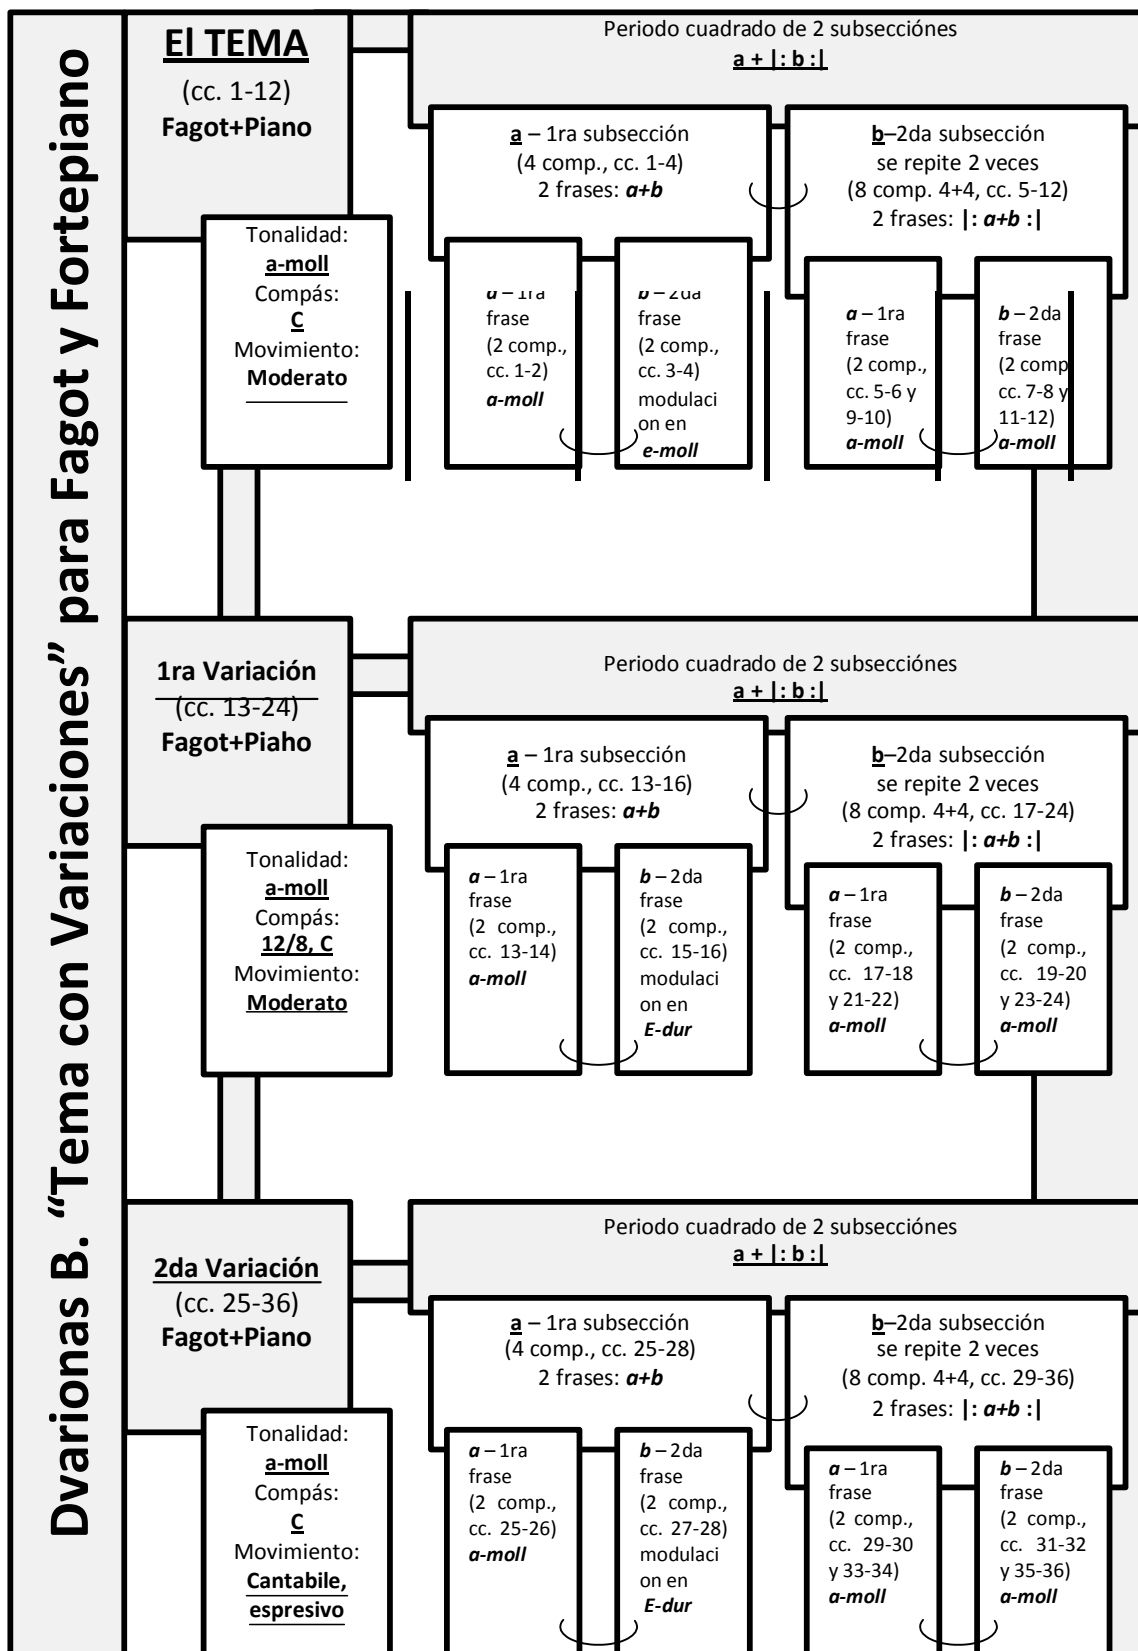 Dvarionas B. “Tema con Variaciones” para Fagot y Fortepiano
El TEMA
(cc. 1-12)
Fagot+Piano
Periodo cuadrado de 2 subsecciónes
a + |: b :|
a – 1ra subsección
(4 comp., cc. 1-4)
2 frases: a+b
b–2da subsección
se repite 2 veces
(8 comp. 4+4, cc. 5-12)
2 frases: |: a+b :|
Tonalidad:
a-moll
Compás:
C
Movimiento:
Moderato
a – 1ra
frase
(2 comp.,
cc. 1-2)
a-moll
b – 2da
frase
(2 comp.,
cc. 3-4)
modulaci
on en
e-moll
a – 1ra
frase
(2 comp.,
cc. 5-6 y
9-10)
a-moll
b – 2da
frase
(2 comp
cc. 7-8 y
11-12)
a-moll
1ra Variación
(cc. 13-24)
Fagot+Piaho
Periodo cuadrado de 2 subsecciónes
a + |: b :|
a – 1ra subsección
(4 comp., cc. 13-16)
2 frases: a+b
b–2da subsección
se repite 2 veces
(8 comp. 4+4, cc. 17-24)
2 frases: |: a+b :|
Tonalidad:
a-moll
Compás:
12/8, C
Movimiento:
Moderato
a – 1ra
frase
(2 comp.,
cc. 13-14)
a-moll
b – 2da
frase
(2 comp.,
cc. 15-16)
modulaci
on en
E-dur
a – 1ra
frase
(2 comp.,
cc. 17-18
y 21-22)
a-moll
b – 2da
frase
(2 comp.,
cc. 19-20
y 23-24)
a-moll
2da Variación
(cc. 25-36)
Fagot+Piano
Periodo cuadrado de 2 subsecciónes
a + |: b :|
a – 1ra subsección
(4 comp., cc. 25-28)
2 frases: a+b
b–2da subsección
se repite 2 veces
(8 comp. 4+4, cc. 29-36)
2 frases: |: a+b :|
Tonalidad:
a-moll
Compás:
C
Movimiento:
Cantabile,
espresivo
a – 1ra
frase
(2 comp.,
cc. 25-26)
a-moll
b – 2da
frase
(2 comp.,
cc. 27-28)
modulaci
on en
E-dur
a – 1ra
frase
(2 comp.,
cc. 29-30
y 33-34)
a-moll
b – 2da
frase
(2 comp.,
cc. 31-32
y 35-36)
a-moll